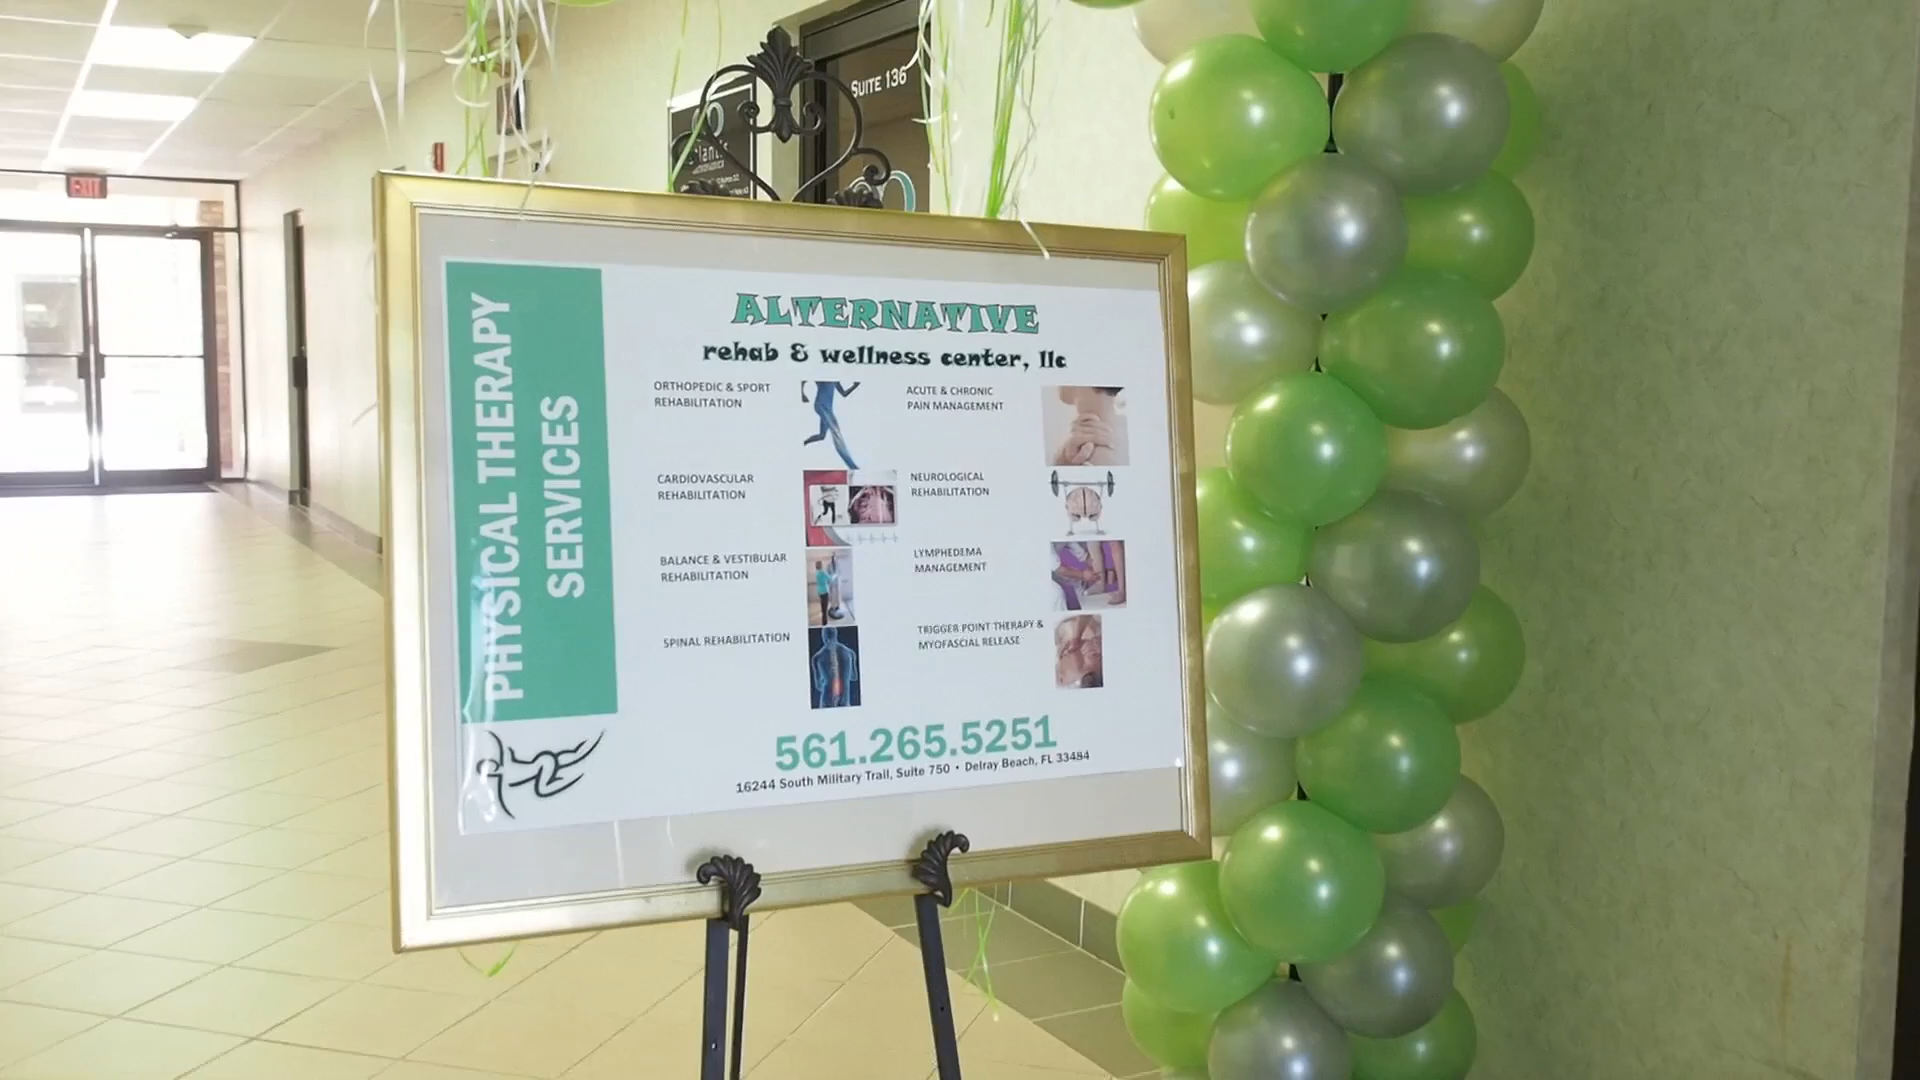 EXIT
SUITE 136
PHYSICAL THERAPY
SERVICES
ALTERNATIVE
rehab & wellness center, llc
ORTHOPEDIC & SPORT
REHABILITATION
ACUTE & CHRONIC
PAIN MANAGEMENT
CARDIOVASCULAR
REHABILITATION
NEUROLOGICAL
REHABILITATION
BALANCE & VESTIBULAR
REHABILITATION
LYMPHEDEMA
MANAGEMENT
SPINAL REHABILITATION
TRIGGER POINT THERAPY &
MYOFASCIAL RELEASE
561.265.5251
16244 South Military Trail, Suite 750 • Delray Beach, FL 33484